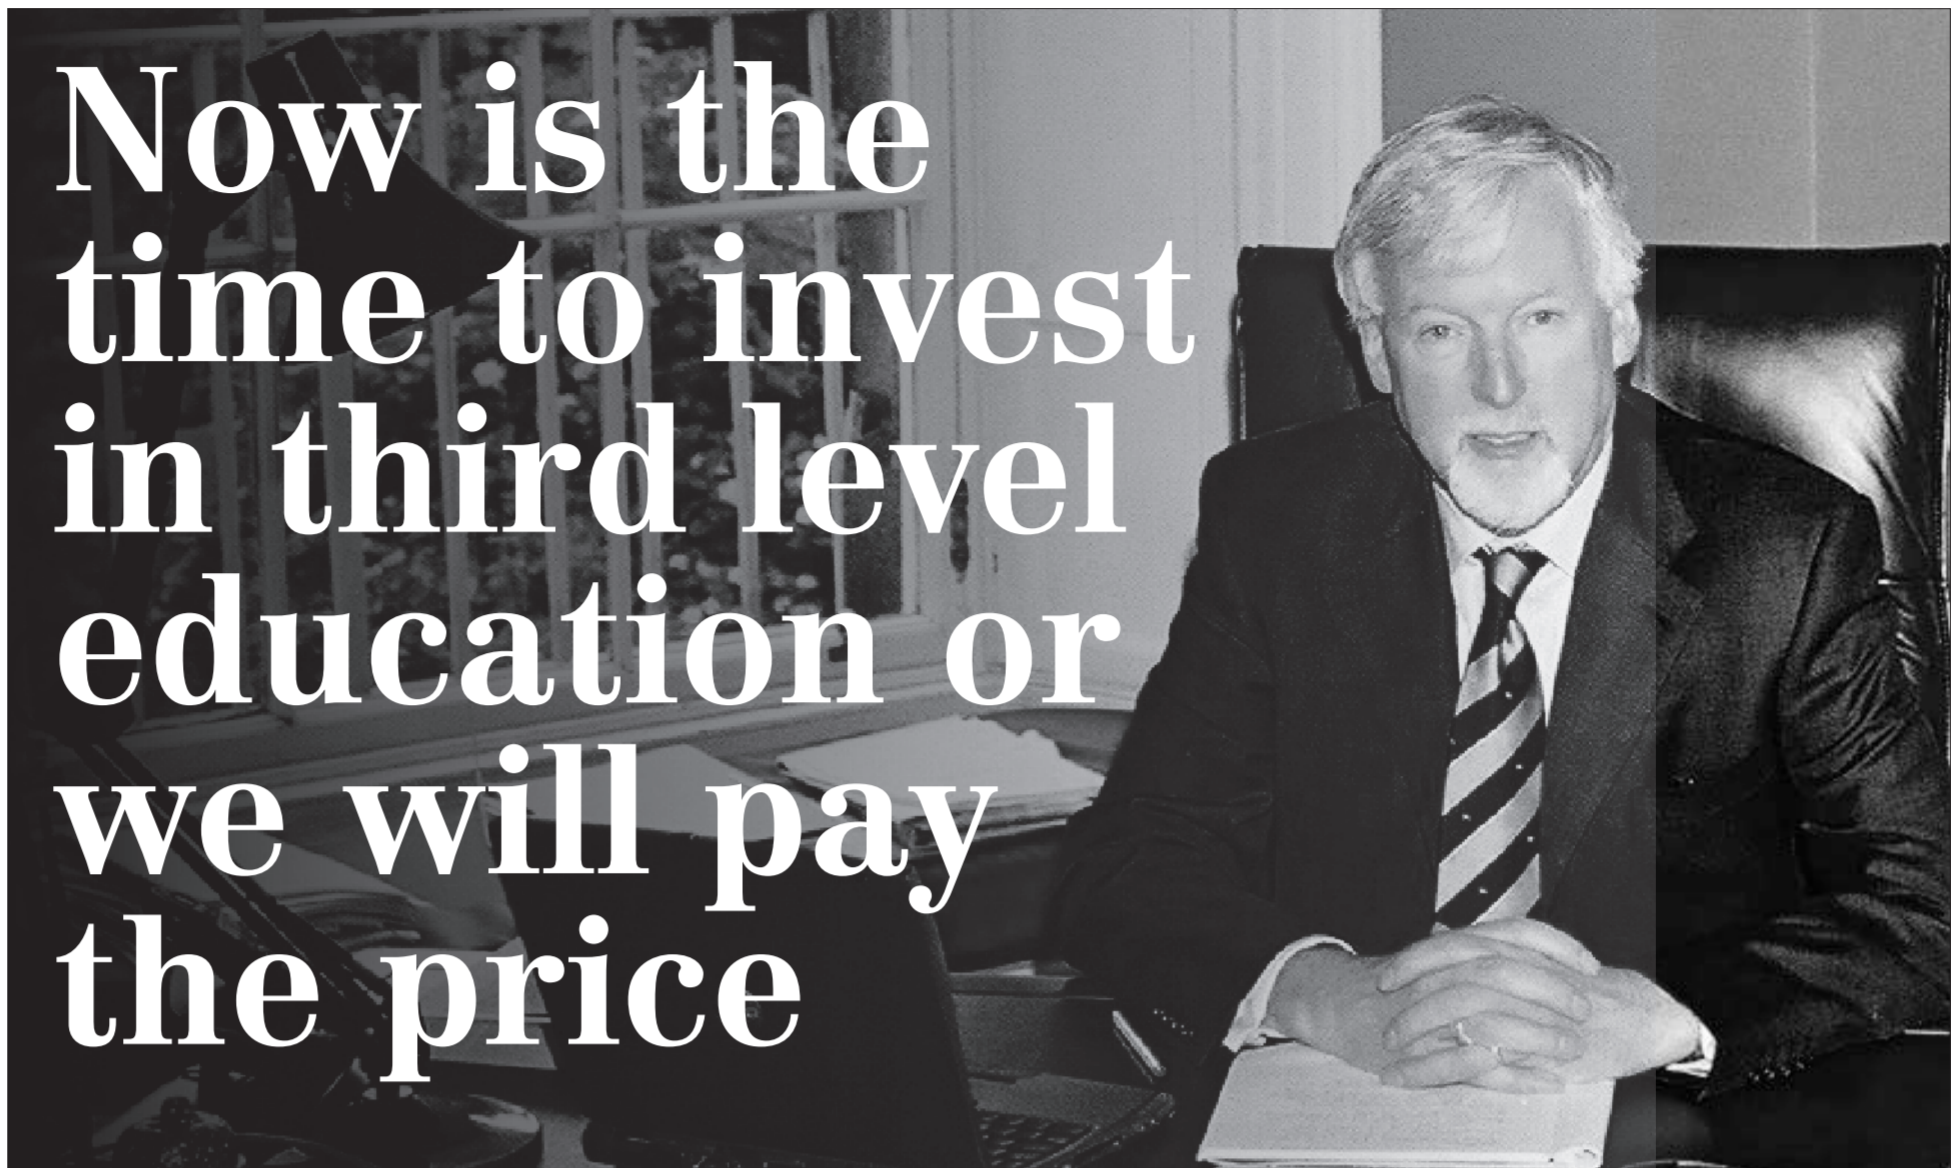 Now is the
time to invest
in third level
education or
we will pay
the price